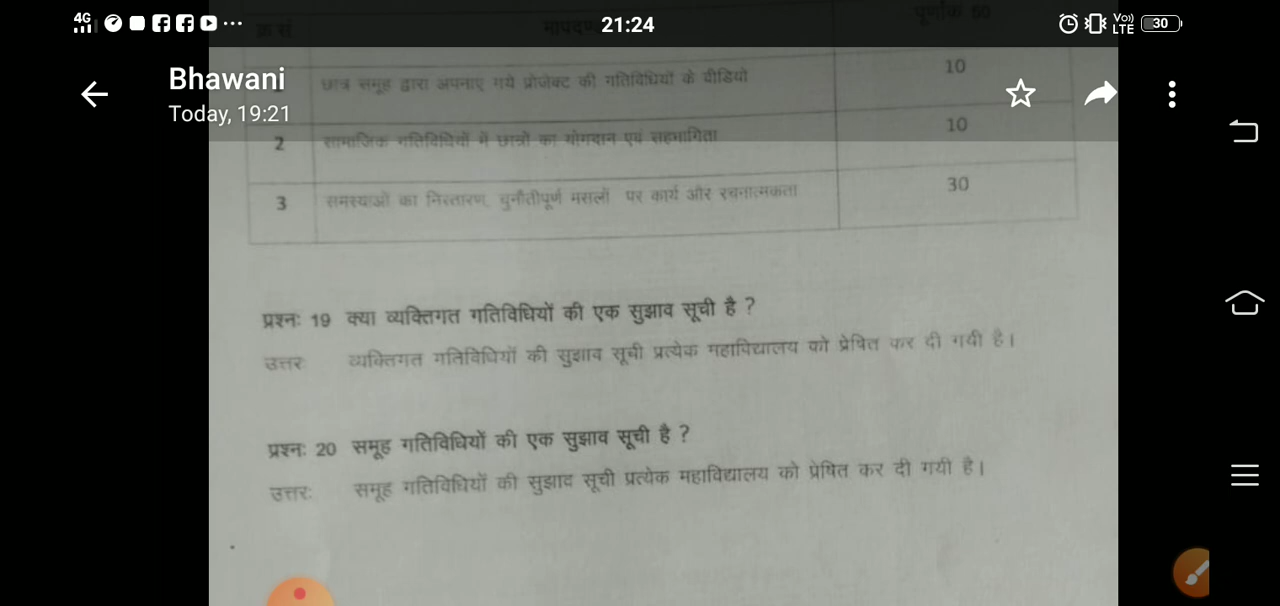 4G
21:24
Vo))
LTE
30
Bhawani
Today, 19:21
क्र.सं
पूर्णांक
छात्र समूह द्वारा अपनाए गये प्रोजेक्ट की गतिविधियों के वीडियो 10
2 सामाजिक गतिविधियों में छात्रों का योगदान एवं सहभागिता 10
3 समस्याओं का निस्तारण, चुनौतीपूर्ण मसलों पर कार्य और रचनात्मकता 30
प्रश्नः 19 क्या व्यक्तिगत गतिविधियों की एक सुझाव सूची है ?
उत्तर व्यक्तिगत गतिविधियों की सुझाव सूची प्रत्येक महाविद्यालय को प्रेषित कर दी गयी है।
प्रश्नः 20 समूह गतिविधियों की एक सुझाव सूची है ?
उत्तरः समूह गतिविधियों की सुझाव सूची प्रत्येक महाविद्यालय को प्रेषित कर दी गयी है।